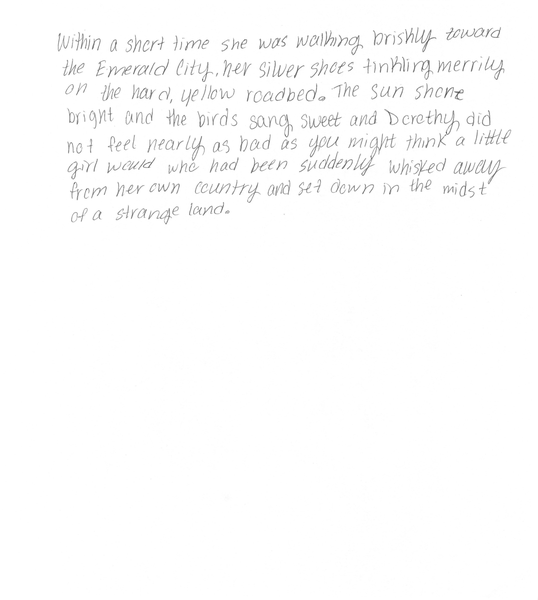 Within a short time she was walking briskly toward
the Emerald City, her silver shoes tinkling merrily
on the hard, yellow roadbed. The sun shone
bright and the birds sang sweet and Dorothy did
not feel nearly as bad as you might think a little
girl would who had been suddenly whisked away
from her own country and set down in the midst
of a strange land.